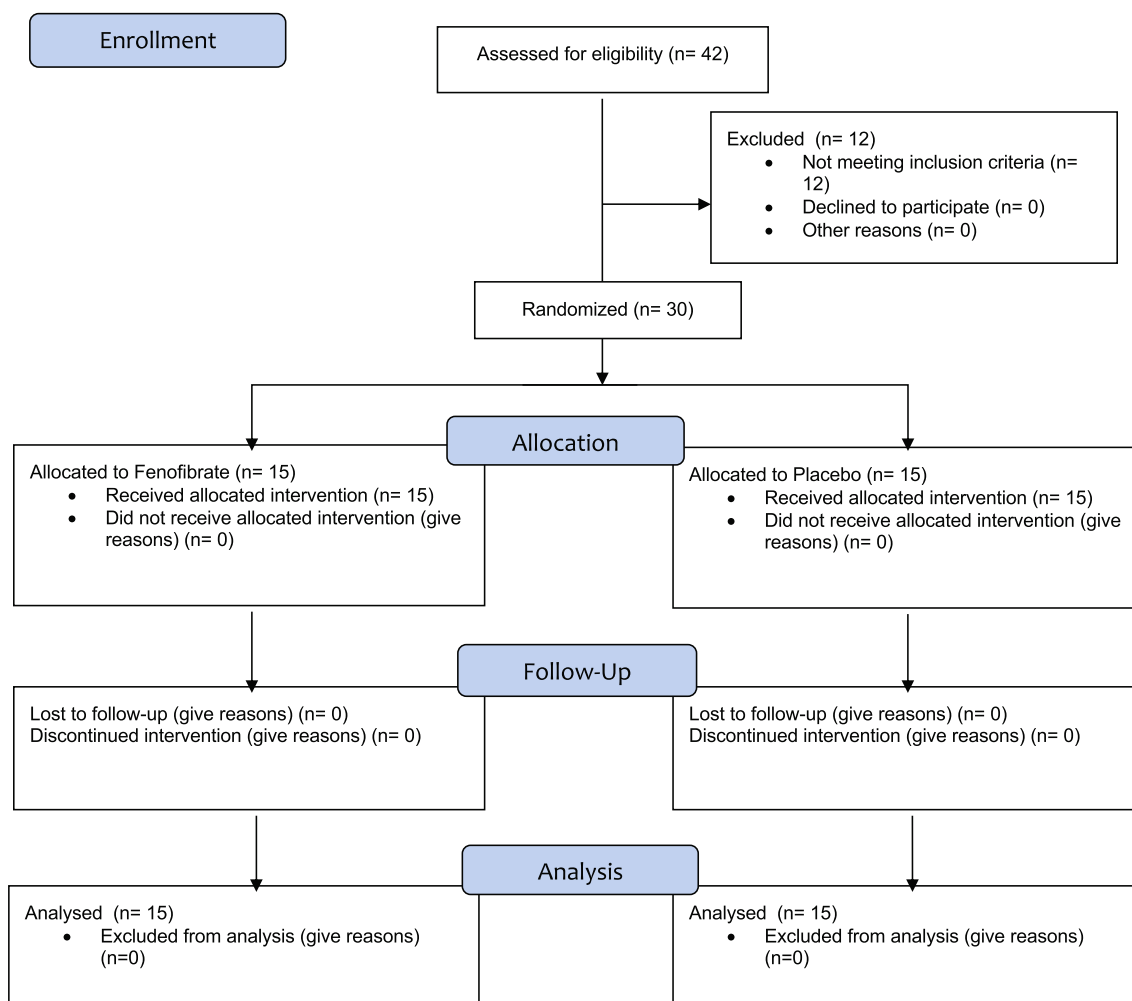 Enrollment
Assessed for eligibility (n= 42)
Excluded (n= 12)
• Not meeting inclusion criteria (n=
12)
• Declined to participate (n= 0)
• Other reasons (n= 0)
Randomized (n= 30)
Allocation
Allocated to Fenofibrate (n= 15)
• Received allocated intervention (n= 15)
• Did not receive allocated intervention (give
reasons) (n= 0)
Allocated to Placebo (n= 15)
• Received allocated intervention (n= 15)
• Did not receive allocated intervention (give
reasons) (n= 0)
Follow-Up
Lost to follow-up (give reasons) (n= 0)
Discontinued intervention (give reasons) (n= 0)
Lost to follow-up (give reasons) (n= 0)
Discontinued intervention (give reasons) (n= 0)
Analysis
Analysed (n= 15)
• Excluded from analysis (give reasons)
(n=0)
Analysed (n= 15)
• Excluded from analysis (give reasons)
(n=0)